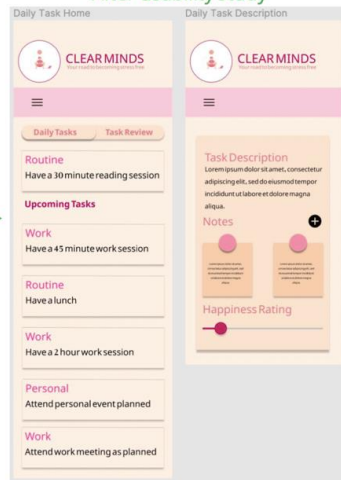 After Usability Study
Daily Task Home
CLEAR MINDS
Your road to becoming stress free
Daily Tasks
Task Review
Routine
Have a 30 minute reading session
Upcoming Tasks
Work
Have a 45 minute work session
Routine
Have a lunch
Work
Have a 2 hour work session
Personal
Attend personal event planned
Work
Attend work meeting as planned
Daily Task Description
CLEAR MINDS
Your road to becoming stress free
Task Description
Lorem ipsum dolor sit amet, consectetur
adipiscing elit, sed do eiusmod tempor
incididunt ut labore et dolore magna
aliqua.
Notes
Happiness Rating